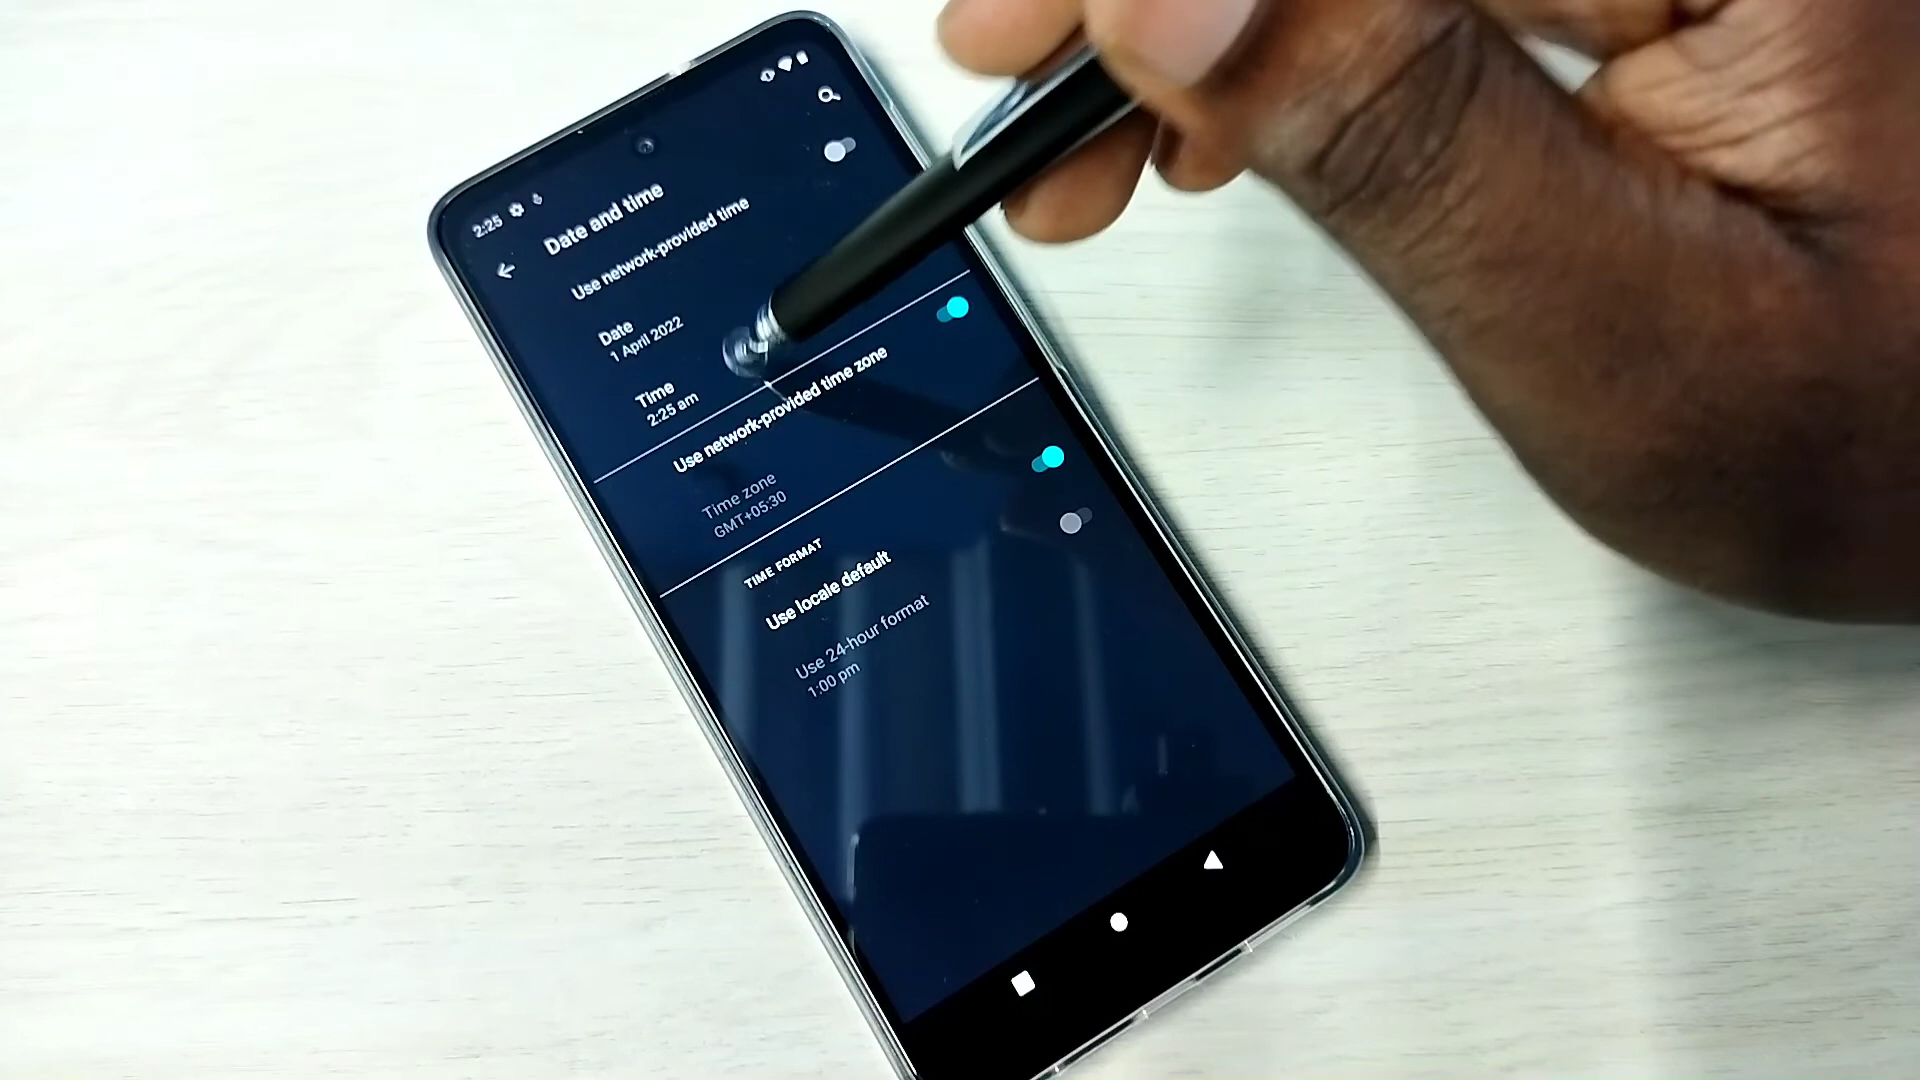 2:25
Date and time
Use network-provided time
Date
1 April 2022
Time
2:25 am
Use network-provided time zone
Time zone
GMT+05:30
TIME FORMAT
Use locale default
Use 24-hour format
1:00 pm